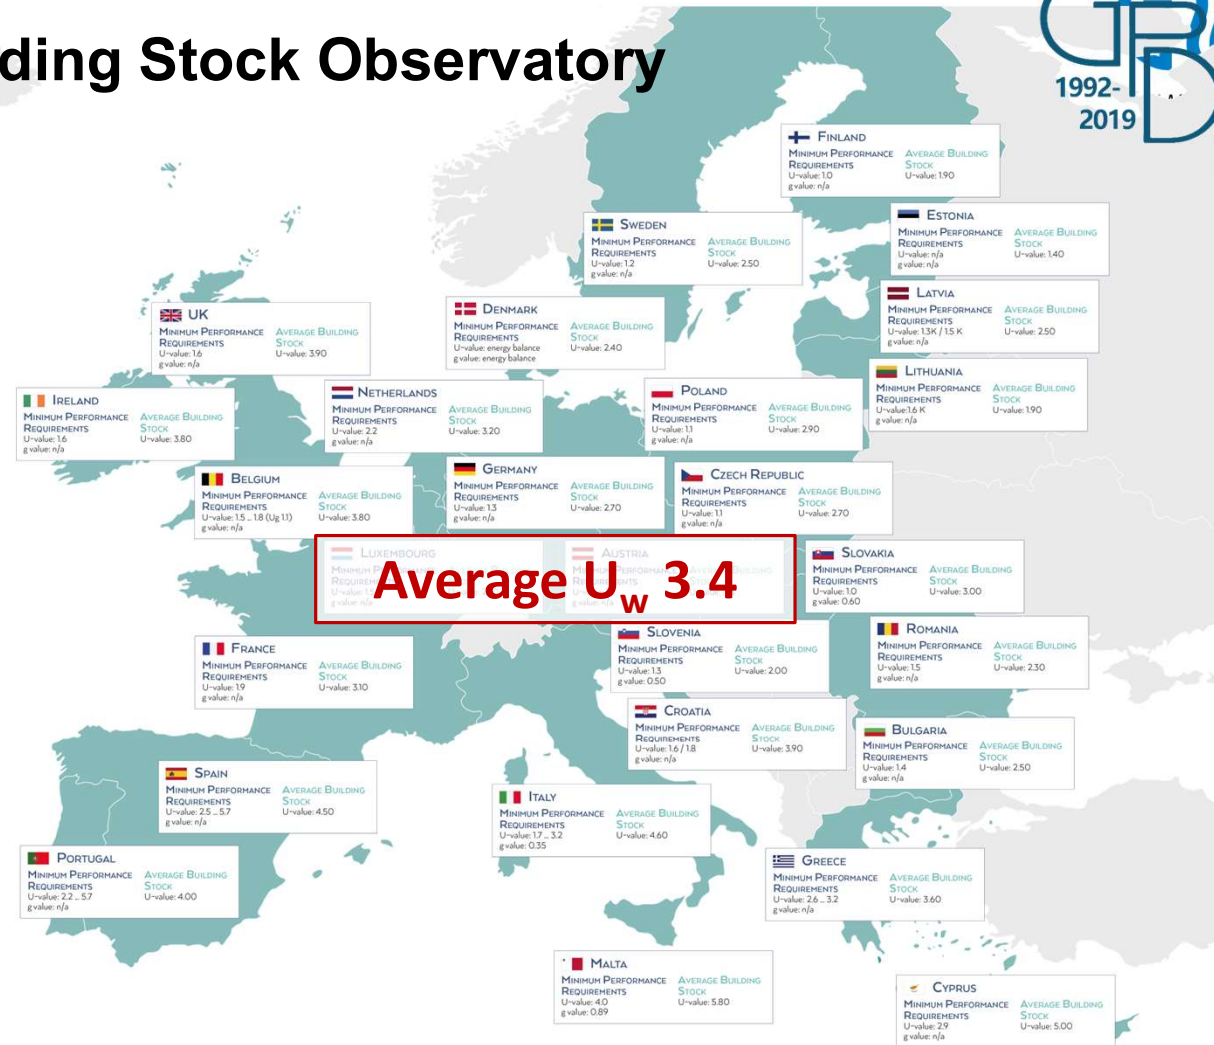 ding Stock Observatory
1992-
2019
FINLAND
MINIMUM PERFORMANCE REQUIREMENTS
U-value: 1.0
g value: n/a
AVERAGE BUILDING STOCK
U-value: 1.90
SWEDEN
MINIMUM PERFORMANCE REQUIREMENTS
U-value: 1.2
g value: n/a
AVERAGE BUILDING STOCK
U-value: 2.50
ESTONIA
MINIMUM PERFORMANCE REQUIREMENTS
U-value: n/a
g value: n/a
AVERAGE BUILDING STOCK
U-value: 1.40
LATVIA
MINIMUM PERFORMANCE REQUIREMENTS
U-value: 1.3K / 1.5 K
g value: n/a
AVERAGE BUILDING STOCK
U-value: 2.50
UK
MINIMUM PERFORMANCE REQUIREMENTS
U-value: 1.6
g value: n/a
AVERAGE BUILDING STOCK
U-value: 3.90
DENMARK
MINIMUM PERFORMANCE REQUIREMENTS
U-value: energy balance
g value: energy balance
AVERAGE BUILDING STOCK
U-value: 2.40
LITHUANIA
MINIMUM PERFORMANCE REQUIREMENTS
U-value:1.6 K
g value: n/a
AVERAGE BUILDING STOCK
U-value: 1.90
IRELAND
MINIMUM PERFORMANCE REQUIREMENTS
U-value: 1.6
g value: n/a
AVERAGE BUILDING STOCK
U-value: 3.80
NETHERLANDS
MINIMUM PERFORMANCE REQUIREMENTS
U-value: 2.2
g value: n/a
AVERAGE BUILDING STOCK
U-value: 3.20
POLAND
MINIMUM PERFORMANCE REQUIREMENTS
U-value: 1.1
g value: n/a
AVERAGE BUILDING STOCK
U-value: 2.90
BELGIUM
MINIMUM PERFORMANCE REQUIREMENTS
U-value: 1.5 .. 1.8 (Ug 1.1)
g value: n/a
AVERAGE BUILDING STOCK
U-value: 3.80
GERMANY
MINIMUM PERFORMANCE REQUIREMENTS
U-value: 1.3
g value: n/a
AVERAGE BUILDING STOCK
U-value: 2.70
CZECH REPUBLIC
MINIMUM PERFORMANCE REQUIREMENTS
U-value: 1.1
g value: n/a
AVERAGE BUILDING STOCK
U-value: 2.70
LUXEMBOURG
AUSTRIA
Average Uw 3.4
SLOVAKIA
MINIMUM PERFORMANCE REQUIREMENTS
U-value: 1.0
g value: 0.60
AVERAGE BUILDING STOCK
U-value: 3.00
FRANCE
MINIMUM PERFORMANCE REQUIREMENTS
U-value: 1.9
g value: n/a
AVERAGE BUILDING STOCK
U-value: 3.10
SLOVENIA
MINIMUM PERFORMANCE REQUIREMENTS
U-value: 1.3
g value: 0.50
AVERAGE BUILDING STOCK
U-value: 2.00
ROMANIA
MINIMUM PERFORMANCE REQUIREMENTS
U-value: 1.5
g value: n/a
AVERAGE BUILDING STOCK
U-value: 2.30
CROATIA
MINIMUM PERFORMANCE REQUIREMENTS
U-value: 1.6 / 1.8
g value: n/a
AVERAGE BUILDING STOCK
U-value: 3.90
BULGARIA
MINIMUM PERFORMANCE REQUIREMENTS
U-value: 1.4
g value: n/a
AVERAGE BUILDING STOCK
U-value: 2.50
SPAIN
MINIMUM PERFORMANCE REQUIREMENTS
U-value: 2.5 .. 5.7
g value: n/a
AVERAGE BUILDING STOCK
U-value: 4.50
ITALY
MINIMUM PERFORMANCE REQUIREMENTS
U-value: 1.7 .. 3.2
g value: 0.35
AVERAGE BUILDING STOCK
U-value: 4.60
PORTUGAL
MINIMUM PERFORMANCE REQUIREMENTS
U-value: 2.2 .. 5.7
g value: n/a
AVERAGE BUILDING STOCK
U-value: 4.00
GREECE
MINIMUM PERFORMANCE REQUIREMENTS
U-value: 2.6 .. 3.2
g value: n/a
AVERAGE BUILDING STOCK
U-value: 3.60
MALTA
MINIMUM PERFORMANCE REQUIREMENTS
U-value: 4.0
g value: 0.89
AVERAGE BUILDING STOCK
U-value: 5.80
CYPRUS
MINIMUM PERFORMANCE REQUIREMENTS
U-value: 2.9
g value: n/a
AVERAGE BUILDING STOCK
U-value: 5.00